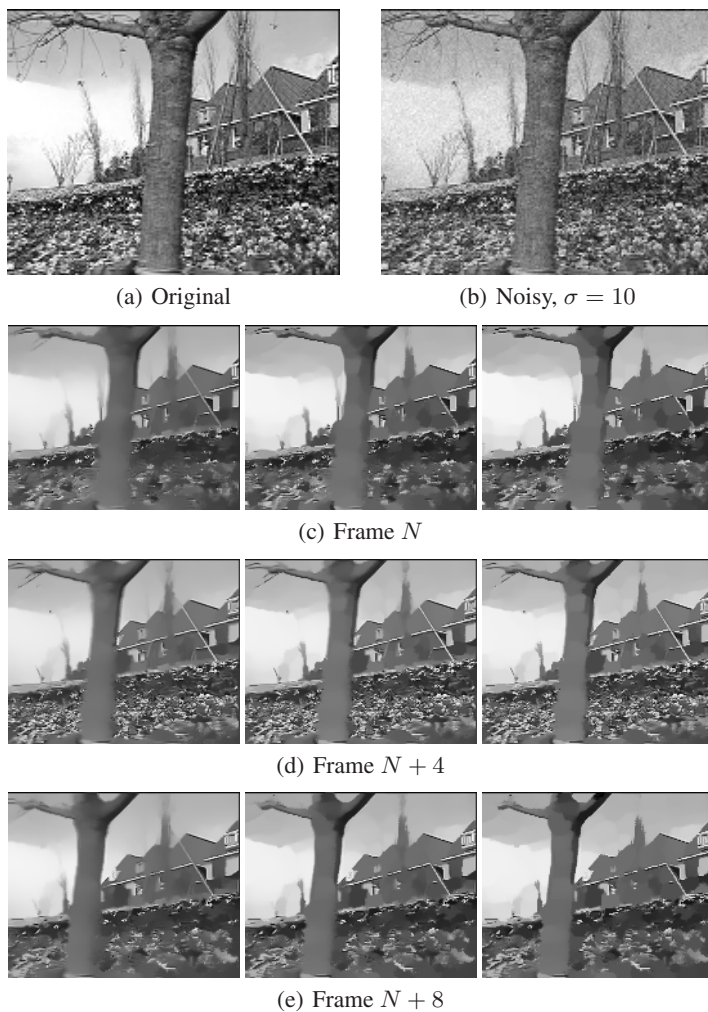 (a) Original
(b) Noisy, σ = 10
(c) Frame N
(d) Frame N + 4
(e) Frame N + 8